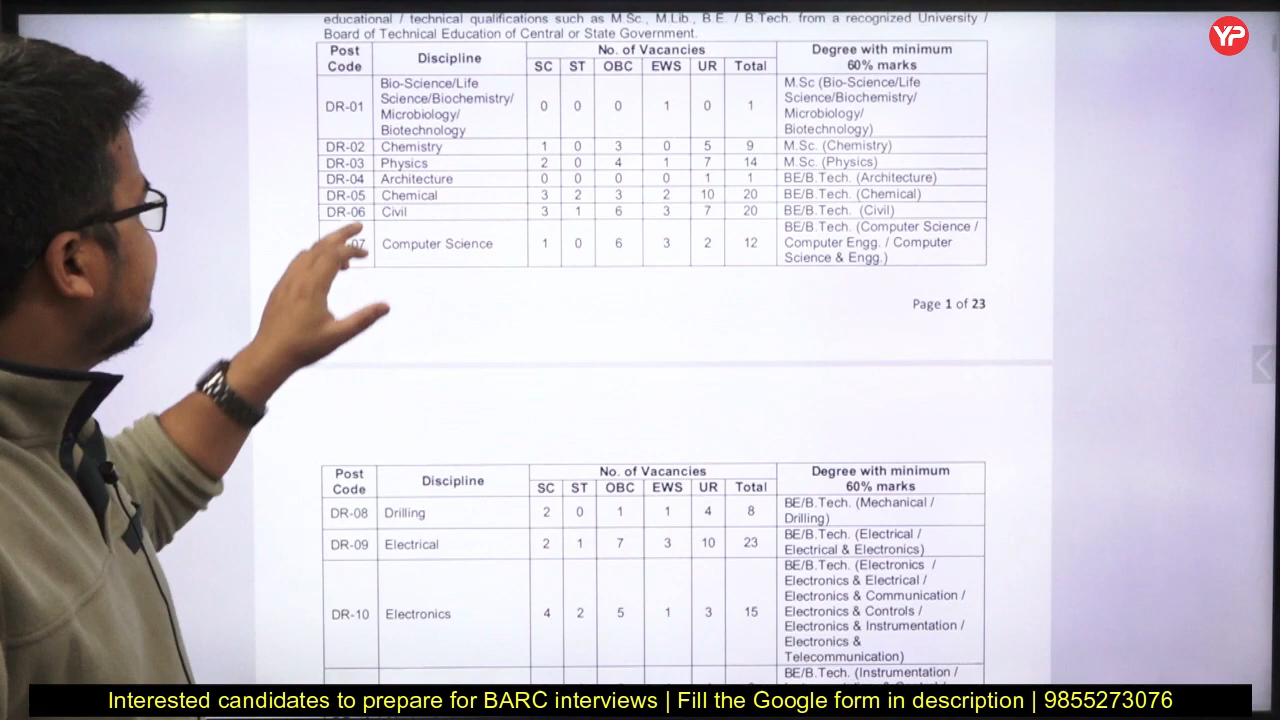 educational / technical qualifications such as M.Sc., M.Lib., B.E. / B.Tech. from a recognized University /
Board of Technical Education of Central or State Government.
YP
Post Code Discipline No. of Vacancies Degree with minimum 60% marks
SC ST OBC EWS UR Total
DR-01 Bio-Science/Life Science/Biochemistry/ Microbiology/ Biotechnology 0 0 0 1 0 1 M.Sc (Bio-Science/Life Science/Biochemistry/ Microbiology/ Biotechnology)
DR-02 Chemistry 1 0 3 0 5 9 M.Sc. (Chemistry)
DR-03 Physics 2 0 4 1 7 14 M.Sc. (Physics)
DR-04 Architecture 0 0 0 0 1 1 BE/B.Tech. (Architecture)
DR-05 Chemical 3 2 3 2 10 20 BE/B.Tech. (Chemical)
DR-06 Civil 3 1 6 3 7 20 BE/B.Tech. (Civil)
07 Computer Science 1 0 6 3 2 12 BE/B.Tech. (Computer Science / Computer Engg. / Computer Science & Engg.)
Page 1 of 23
Post Code Discipline No. of Vacancies Degree with minimum 60% marks
SC ST OBC EWS UR Total
DR-08 Drilling 2 0 1 1 4 8 BE/B.Tech. (Mechanical / Drilling)
DR-09 Electrical 2 1 7 3 10 23 BE/B.Tech. (Electrical / Electrical & Electronics)
DR-10 Electronics 4 2 5 1 3 15 BE/B.Tech. (Electronics / Electronics & Electrical / Electronics & Communication / Electronics & Controls / Electronics & Instrumentation / Electronics & Telecommunication)
BE/B.Tech. (Instrumentation /
Interested candidates to prepare for BARC interviews | Fill the Google form in description | 9855273076